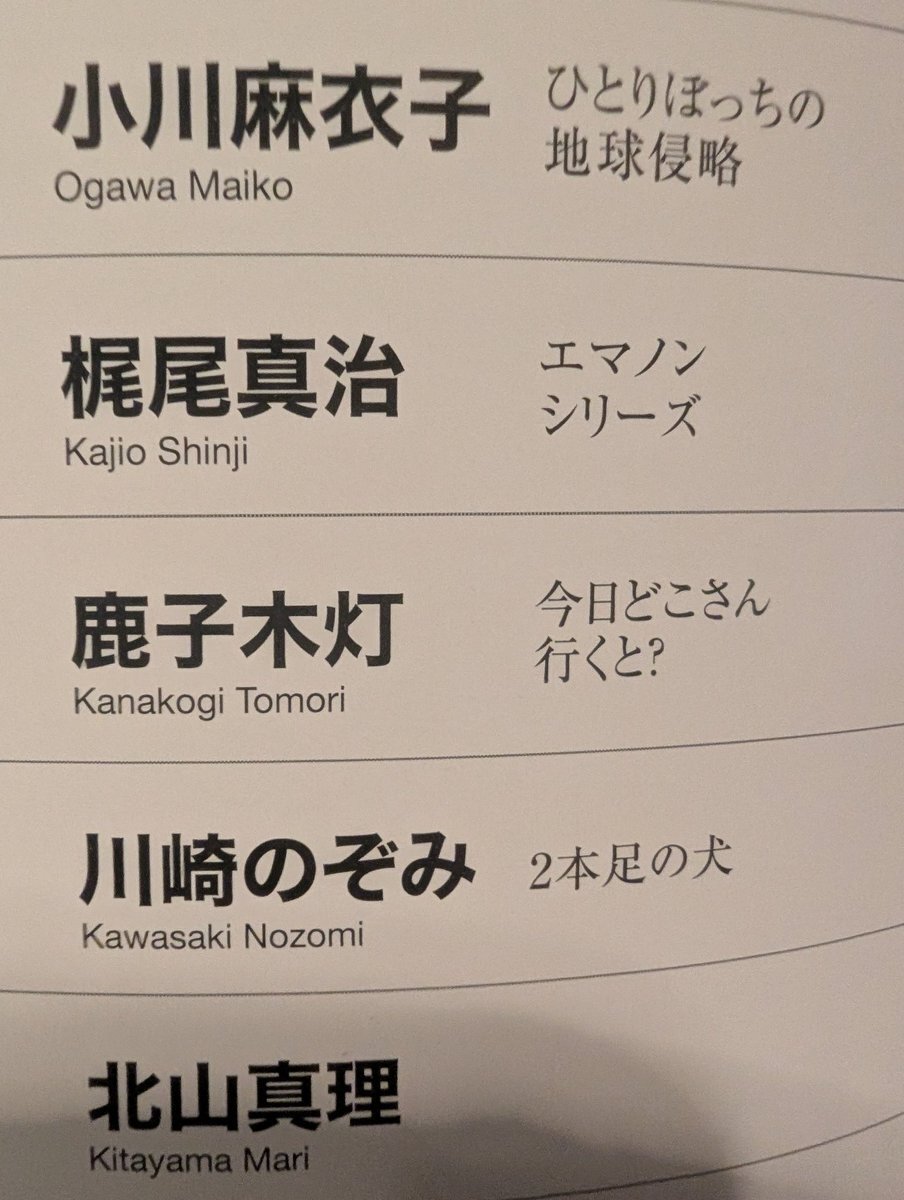 小川麻衣子
Ogawa Maiko
ひとりぼっちの
地球侵略
梶尾真治
Kajio Shinji
エマノン
シリーズ
鹿子木灯
Kanakogi Tomori
今日どこさん
行くと?
川崎のぞみ
Kawasaki Nozomi
2本足の犬
北山真理
Kitayama Mari